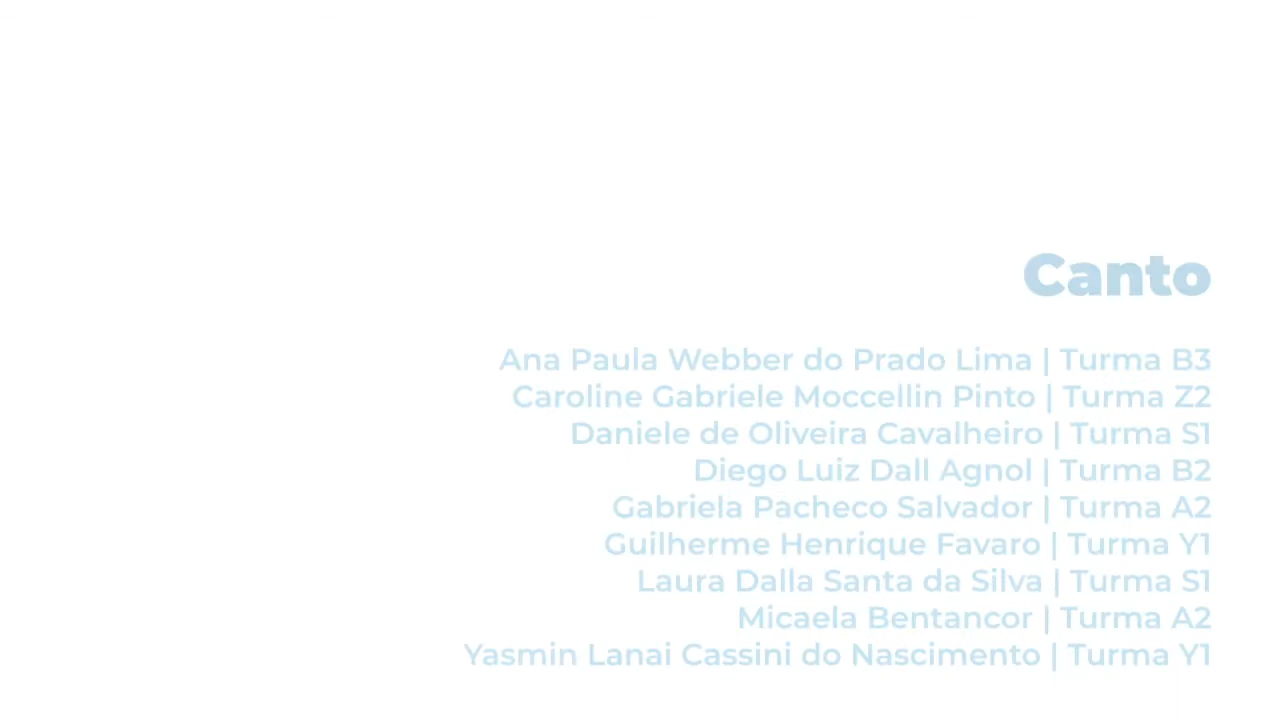 Canto
Ana Paula Webber do Prado Lima | Turma B3
Caroline Gabriele Moccellin Pinto | Turma Z2
Daniele de Oliveira Cavalheiro | Turma S1
Diego Luiz Dall Agnol | Turma B2
Gabriela Pacheco Salvador | Turma A2
Guilherme Henrique Favaro | Turma Y1
Laura Dalla Santa da Silva | Turma S1
Micaela Bentancor | Turma A2
Yasmin Lanai Cassini do Nascimento | Turma Y1